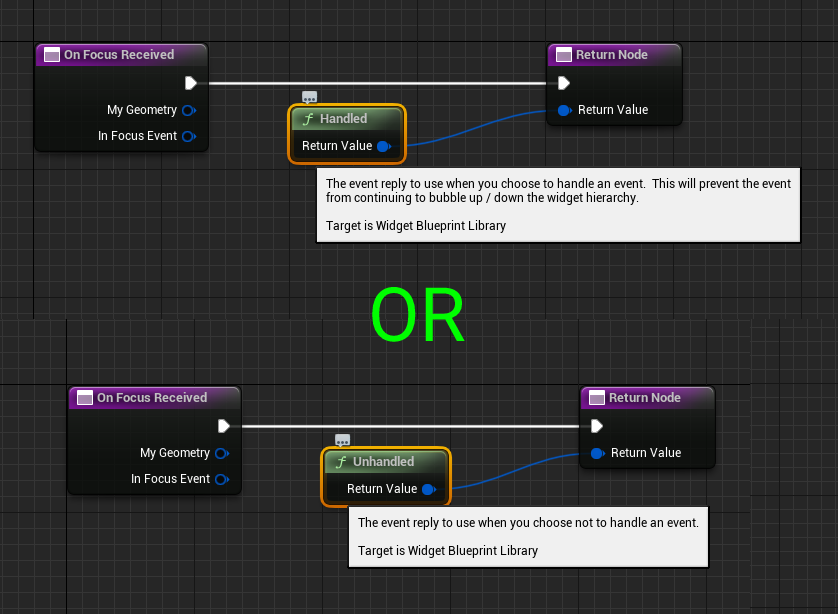 On Focus Received
Return Node
My Geometry
Return Value
Handled
In Focus Event
Return Value
The event reply to use when you choose to handle an event.  This will prevent the event
from continuing to bubble up / down the widget hierarchy.
Target is Widget Blueprint Library
OR
On Focus Received
Return Node
My Geometry
Return Value
Unhandled
In Focus Event
Return Value
The event reply to use when you choose not to handle an event.
Target is Widget Blueprint Library